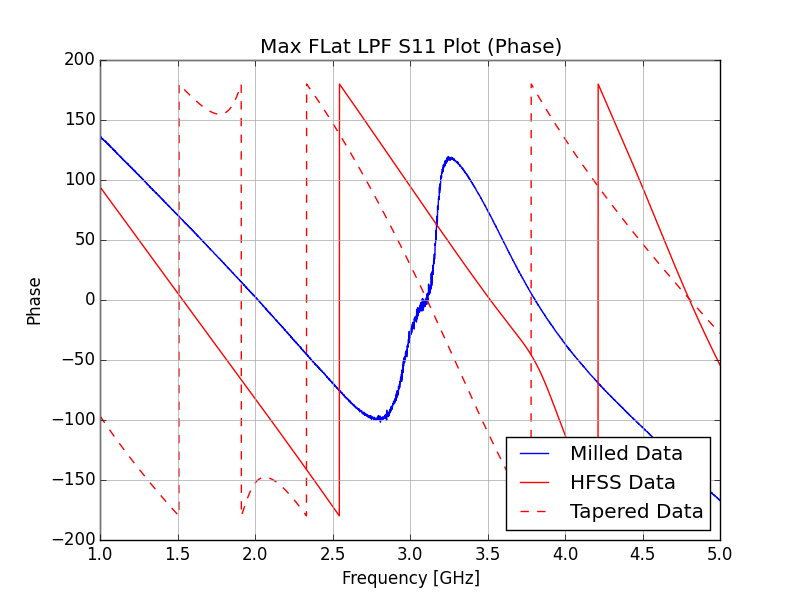 Max FLat LPF S11 Plot (Phase)
200
150
100
50
0
−50
−100
−150
−200
Phase
Milled Data
HFSS Data
Tapered Data
1.0 1.5 2.0 2.5 3.0 3.5 4.0 4.5 5.0
Frequency [GHz]